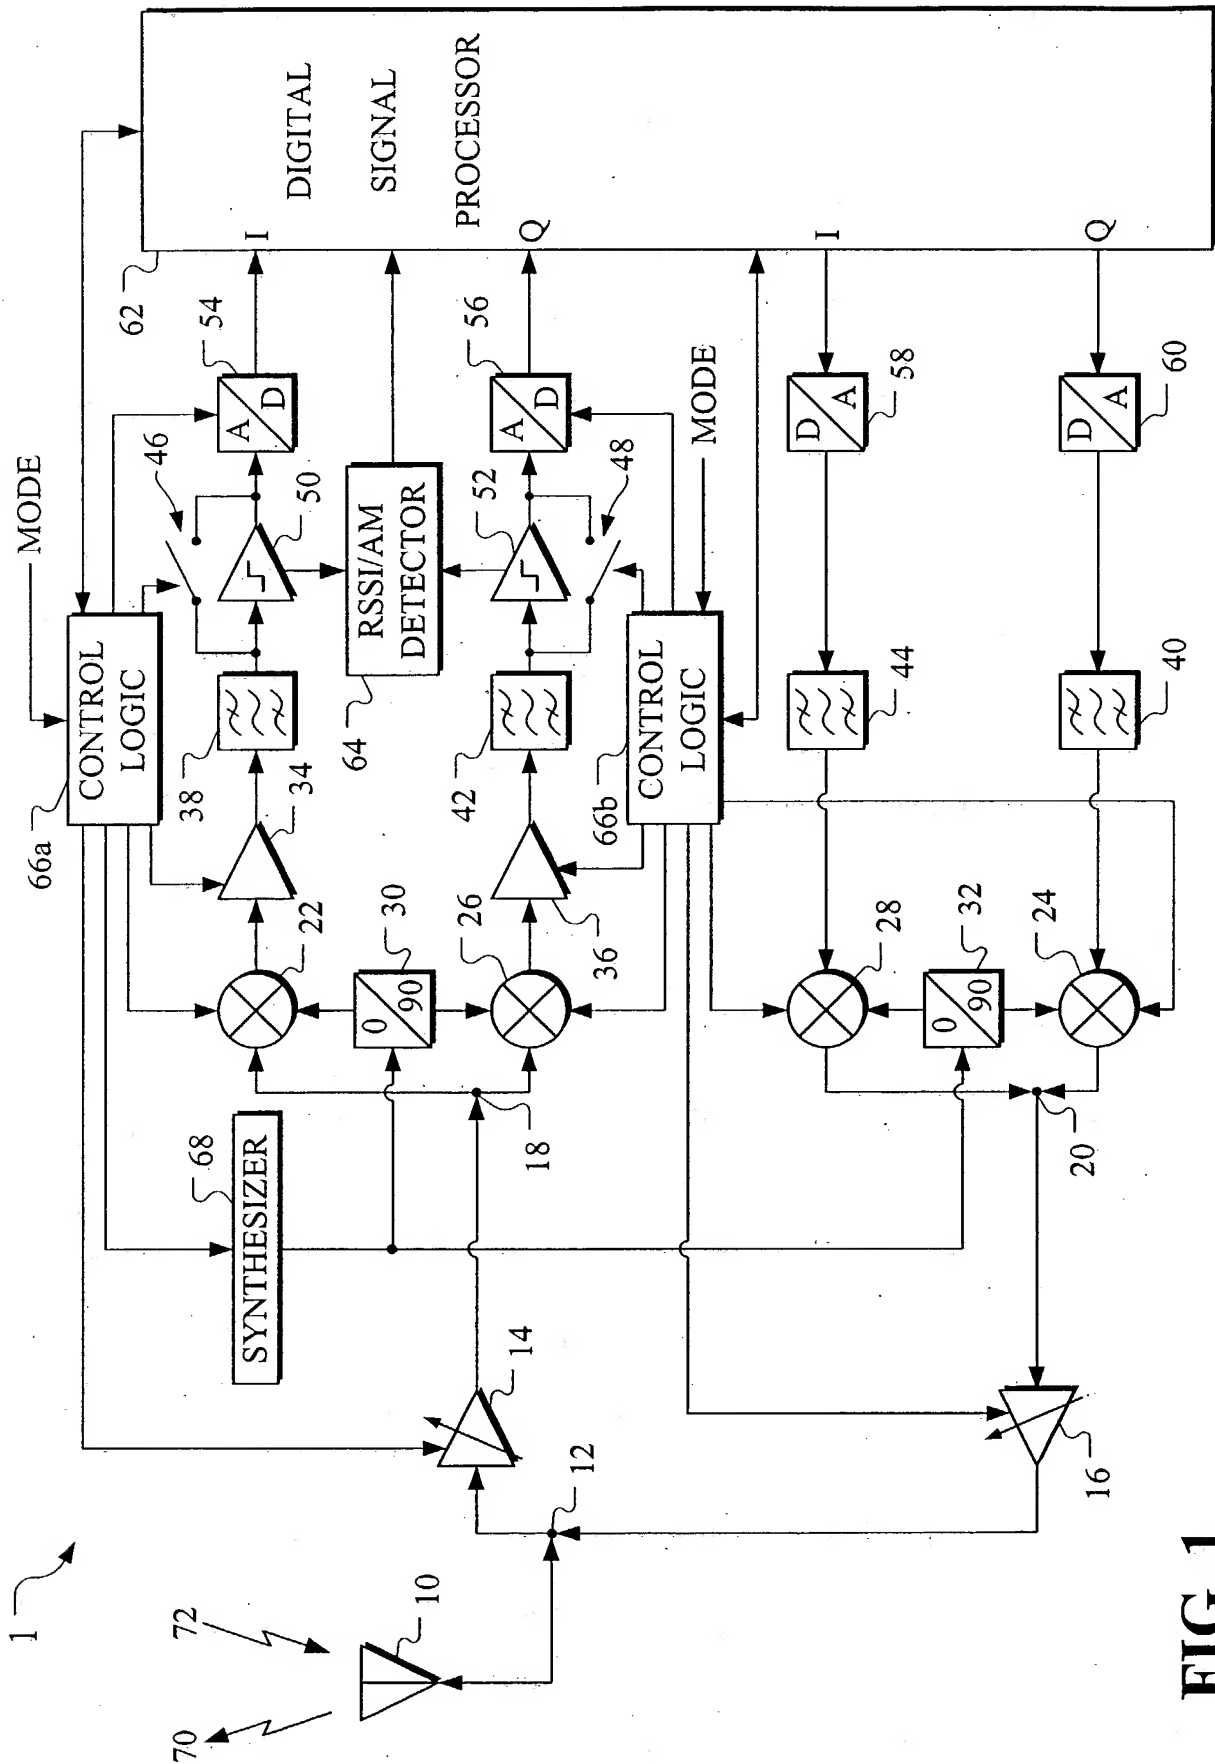 1
72
70
10
12
14
16
SYNTHESIZER
68
18
20
MODE
66a
CONTROL
LOGIC
22
34
38
46
50
A
D
54
0
90
30
RSSI/AM
DETECTOR
64
26
36
42
52
48
A
D
56
66b
CONTROL
LOGIC
MODE
28
44
D
A
58
0
90
32
24
40
D
A
60
62
I
Q
I
Q
DIGITAL
SIGNAL
PROCESSOR
FIG. 1